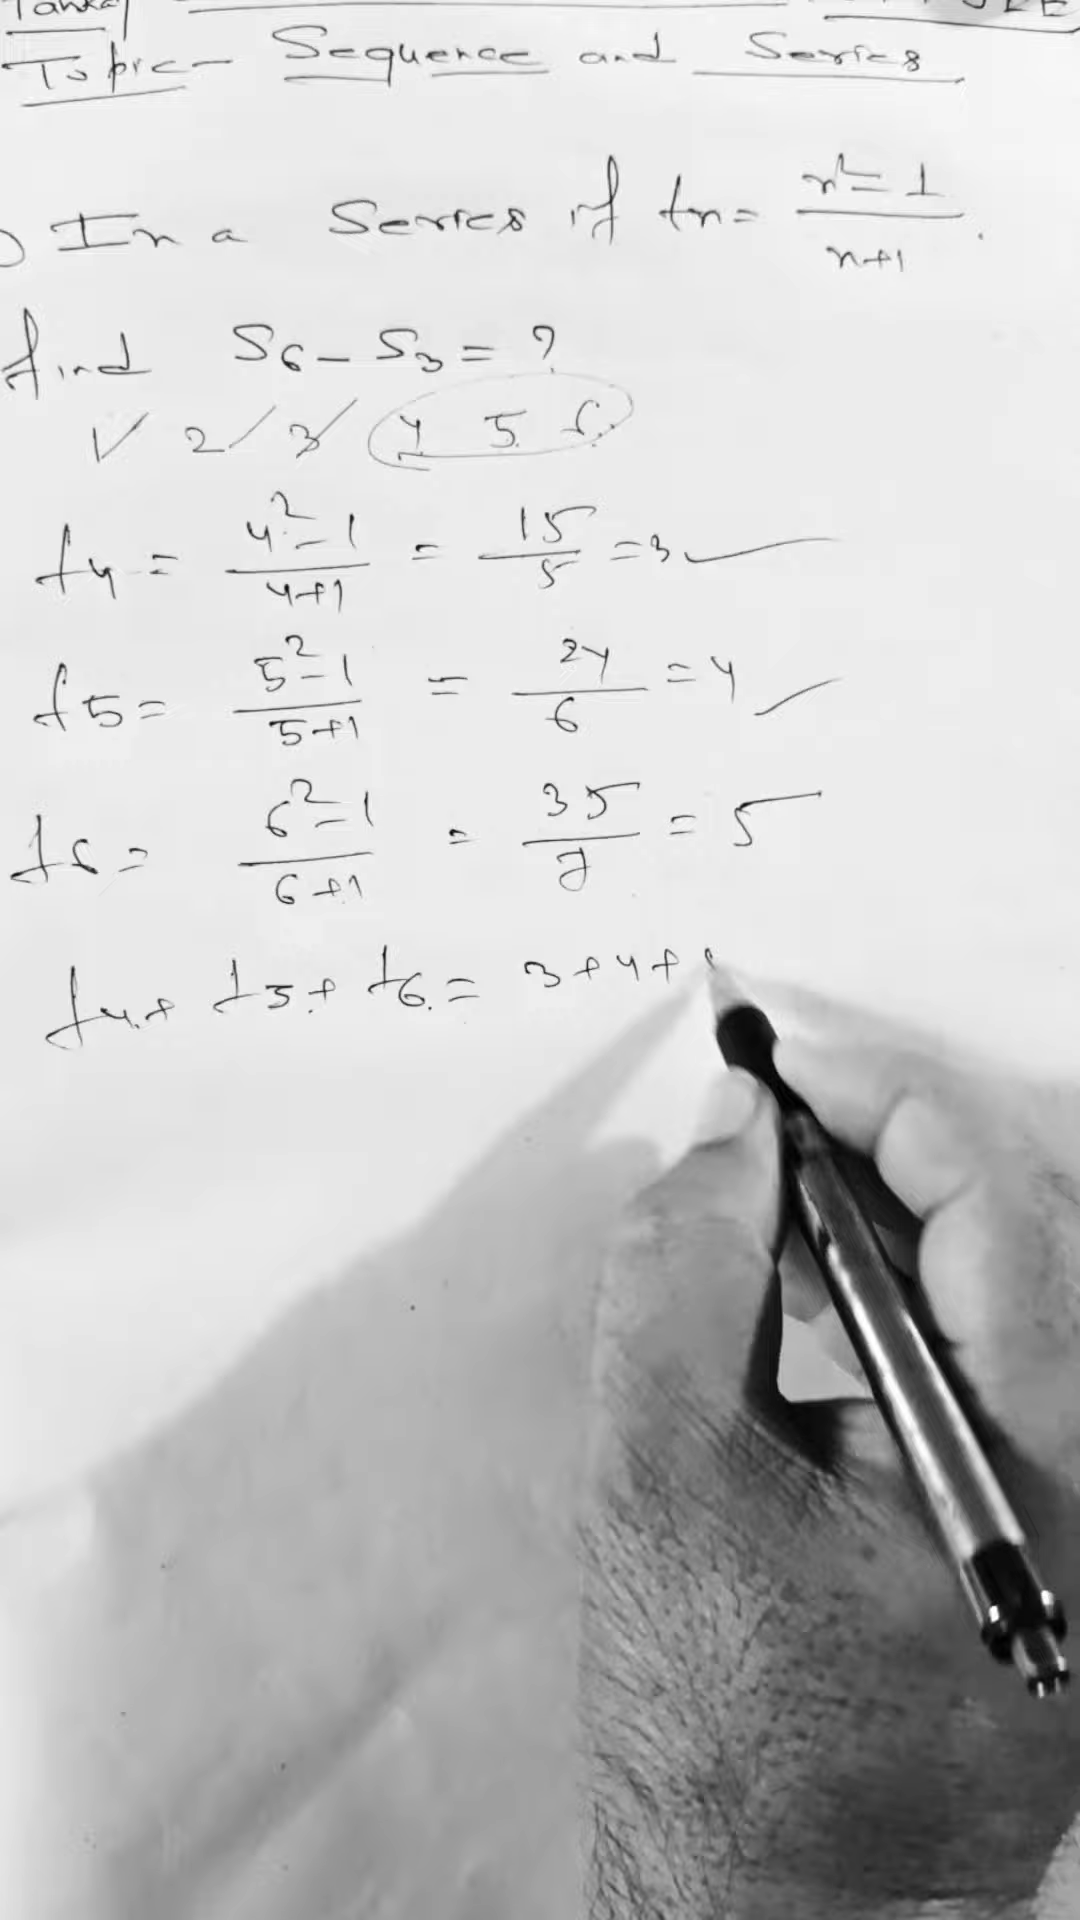 Topic- Sequence and Series
In a Series if tn = n²-1/n+1.
find S6 - S3 = ?
1 2 3 4 5 6.
t4 = 4²-1/4+1 = 15/5 = 3
t5 = 5²-1/5+1 = 24/6 = 4
t6 = 6²-1/6+1 = 35/7 = 5
t4 + t5 + t6 = 3+4+